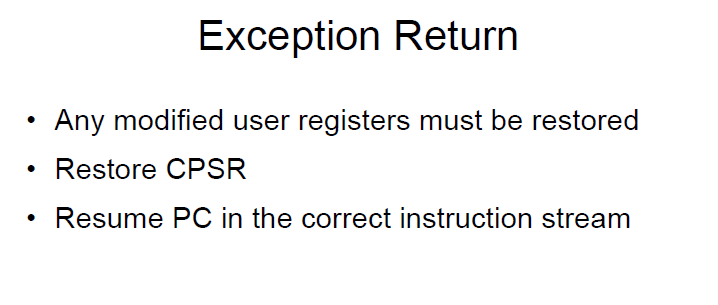 Exception Return
• Any modified user registers must be restored
• Restore CPSR
• Resume PC in the correct instruction stream